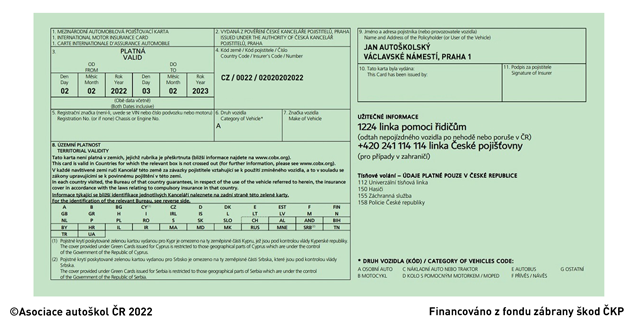 1. MEZINÁRODNÍ AUTOMOBILOVÁ POJIŠŤOVACÍ KARTA
1. INTERNATIONAL MOTOR INSURANCE CARD
1. CARTE INTERNATIONALE D'ASSURANCE AUTOMOBILE
2. VYDANÁ Z POVĚŘENÍ ČESKÉ KANCELÁŘE POJISTITELŮ, PRAHA
ISSUED UNDER THE AUTHORITY OF ČESKÁ KANCELÁŘ
POJISTITELŮ, PRAHA
3.
PLATNÁ
VALID
OD
FROM
DO
TO
Den
Day
Měsíc
Month
Rok
Year
Den
Day
Měsíc
Month
Rok
Year
02 02 2022 03 02 2023
(Obě data včetně)
(Both Dates inclusive)
4. Kód země / Kód pojistitele / Číslo
Country Code / Insurer's Code / Number
CZ / 0022 / 02020202022
5. Registrační značka (není-li, uvede se VIN nebo číslo podvozku nebo motoru)
Registration No. (or if none) Chassis or Engine No.
6. Druh vozidla
Category of Vehicle*
A
7. Značka vozidla
Make of Vehicle
8. ÚZEMNÍ PLATNOST
TERRITORIAL VALIDITY
Tato karta není platná v zemích, jejichž rubrika je přeškrtnuta (bližší informace najdete na www.cobx.org).
This card is valid in Countries for which the relevant box is not crossed out (for further information, please see www.cobx.org).
V každé navštívené zemi ručí Kancelář této země za závazky pojistitele vztahující se k použití zmíněného vozidla, a to v souladu se
zákony upravujícími se k povinnému pojištění v této zemi.
In each country visited, the Bureau of that country guarantees, in respect of the use of the vehicle referred to herein, the insurance
cover in accordance with the laws relating to compulsory insurance in that country.
Informace týkající se bližší identifikace jednotlivých Kanceláří naleznete na zadní straně této zelené karty.
For the identification of the relevant Bureau, see reverse side.
A B BG CY(1) CZ D DK E EST F FIN
GB GR H I IRL IS L LT LV M N
NL P PL RO S SK SLO CH AL AND BIH
BY HR IL IR MA MD MK RUS MNE SRB(2) TN
TR UA
(1) Pojistné krytí poskytované zelenou kartou vydanou pro Kypr je omezeno na ty zeměpisné části Kypru, jež jsou pod kontrolou vlády Kyperské republiky.
The cover provided under Green Cards issued for Cyprus is restricted to those geographical parts of Cyprus which are under the control
of the Government of the Republic of Cyprus.
(2) Pojistné krytí poskytované zelenou kartou vydanou pro Srbsko je omezeno na ty zeměpisné části Srbska, které jsou pod kontrolou vlády
Srbska.
The cover provided under Green Cards issued for Serbia is restricted to those geographical parts of Serbia which are under the control
of the Government of the Republic of Serbia.
9. Jméno a adresa pojistníka (nebo provozovatele vozidla)
Name and Address of the Policyholder (or User of the Vehicle)
JAN AUTOŠKOLSKÝ
VÁCLAVSKÉ NÁMĚSTÍ, PRAHA 1
10. Tato karta byla vydána
This Card has been issued by:
11. Podpis za pojistitele
Signature of Insurer
UŽITEČNÉ INFORMACE
1224 linka pomoci řidičům
(odtah nepojízdného vozidla po nehodě nebo poruše v ČR)
+420 241 114 114 linka České pojišťovny
(pro případy v zahraničí)
Tísňové volání – ÚDAJE PLATNÉ POUZE V ČESKÉ REPUBLICE
112 Univerzální tísňová linka
150 Hasiči
155 Záchranná služba
158 Policie České republiky
* DRUH VOZIDLA (KÓD) / CATEGORY OF VEHICLES CODE:
A OSOBNÍ AUTO C NÁKLADNÍ AUTO NEBO TRAKTOR E AUTOBUS G OSTATNÍ
B MOTOCYKL D KOLO S POMOCNÝM MOTORKEM / MOPED F PŘÍVĚS / NÁVĚS
©Asociace autoškol ČR 2022
Financováno z fondu zábrany škod ČKP